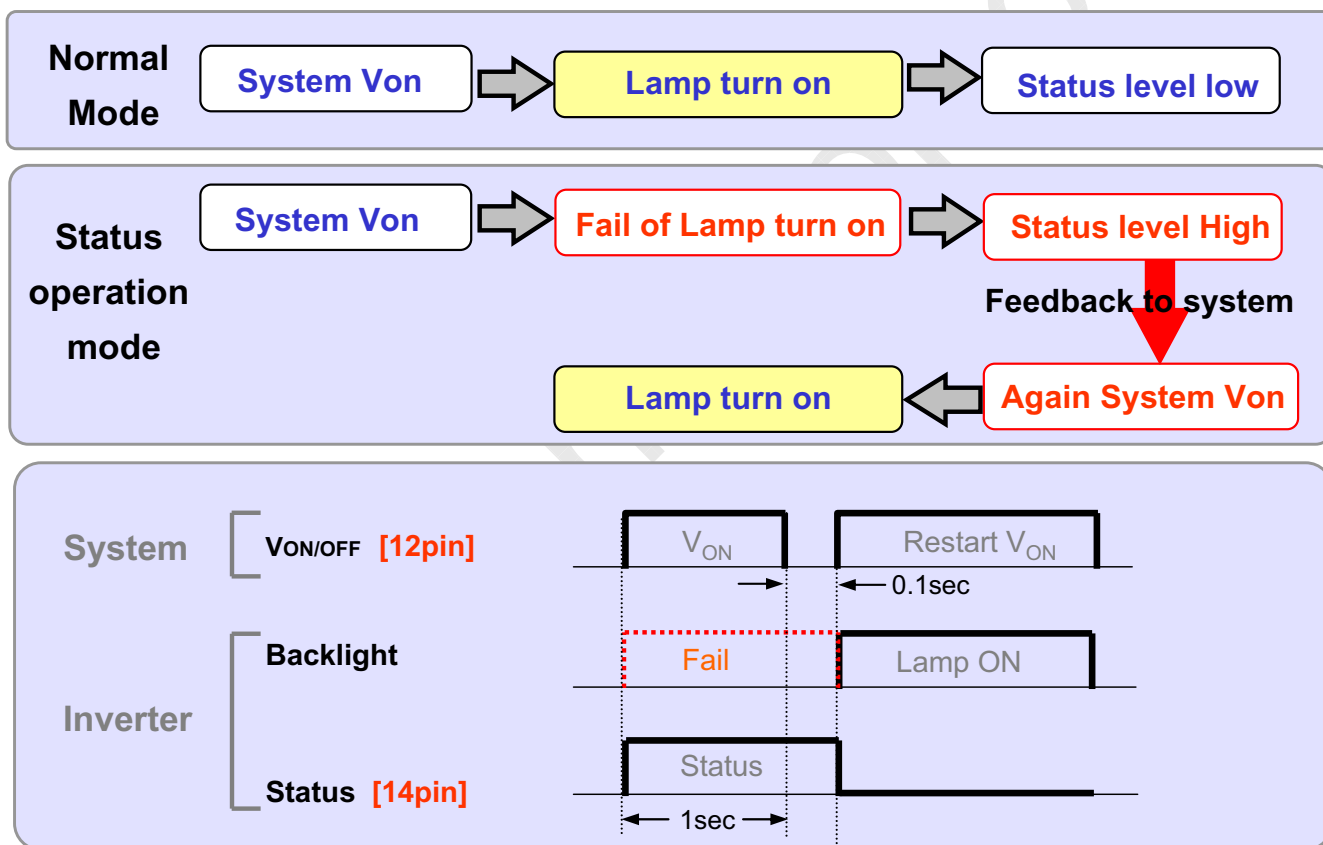 Normal
Mode
System Von
Lamp turn on
Status level low
Status
operation
mode
System Von
Fail of Lamp turn on
Status level High
Feedback to system
Lamp turn on
Again System Von
System
VON/OFF [12pin]
VON
Restart VON
0.1sec
Inverter
Backlight
Fail
Lamp ON
Status [14pin]
Status
1sec